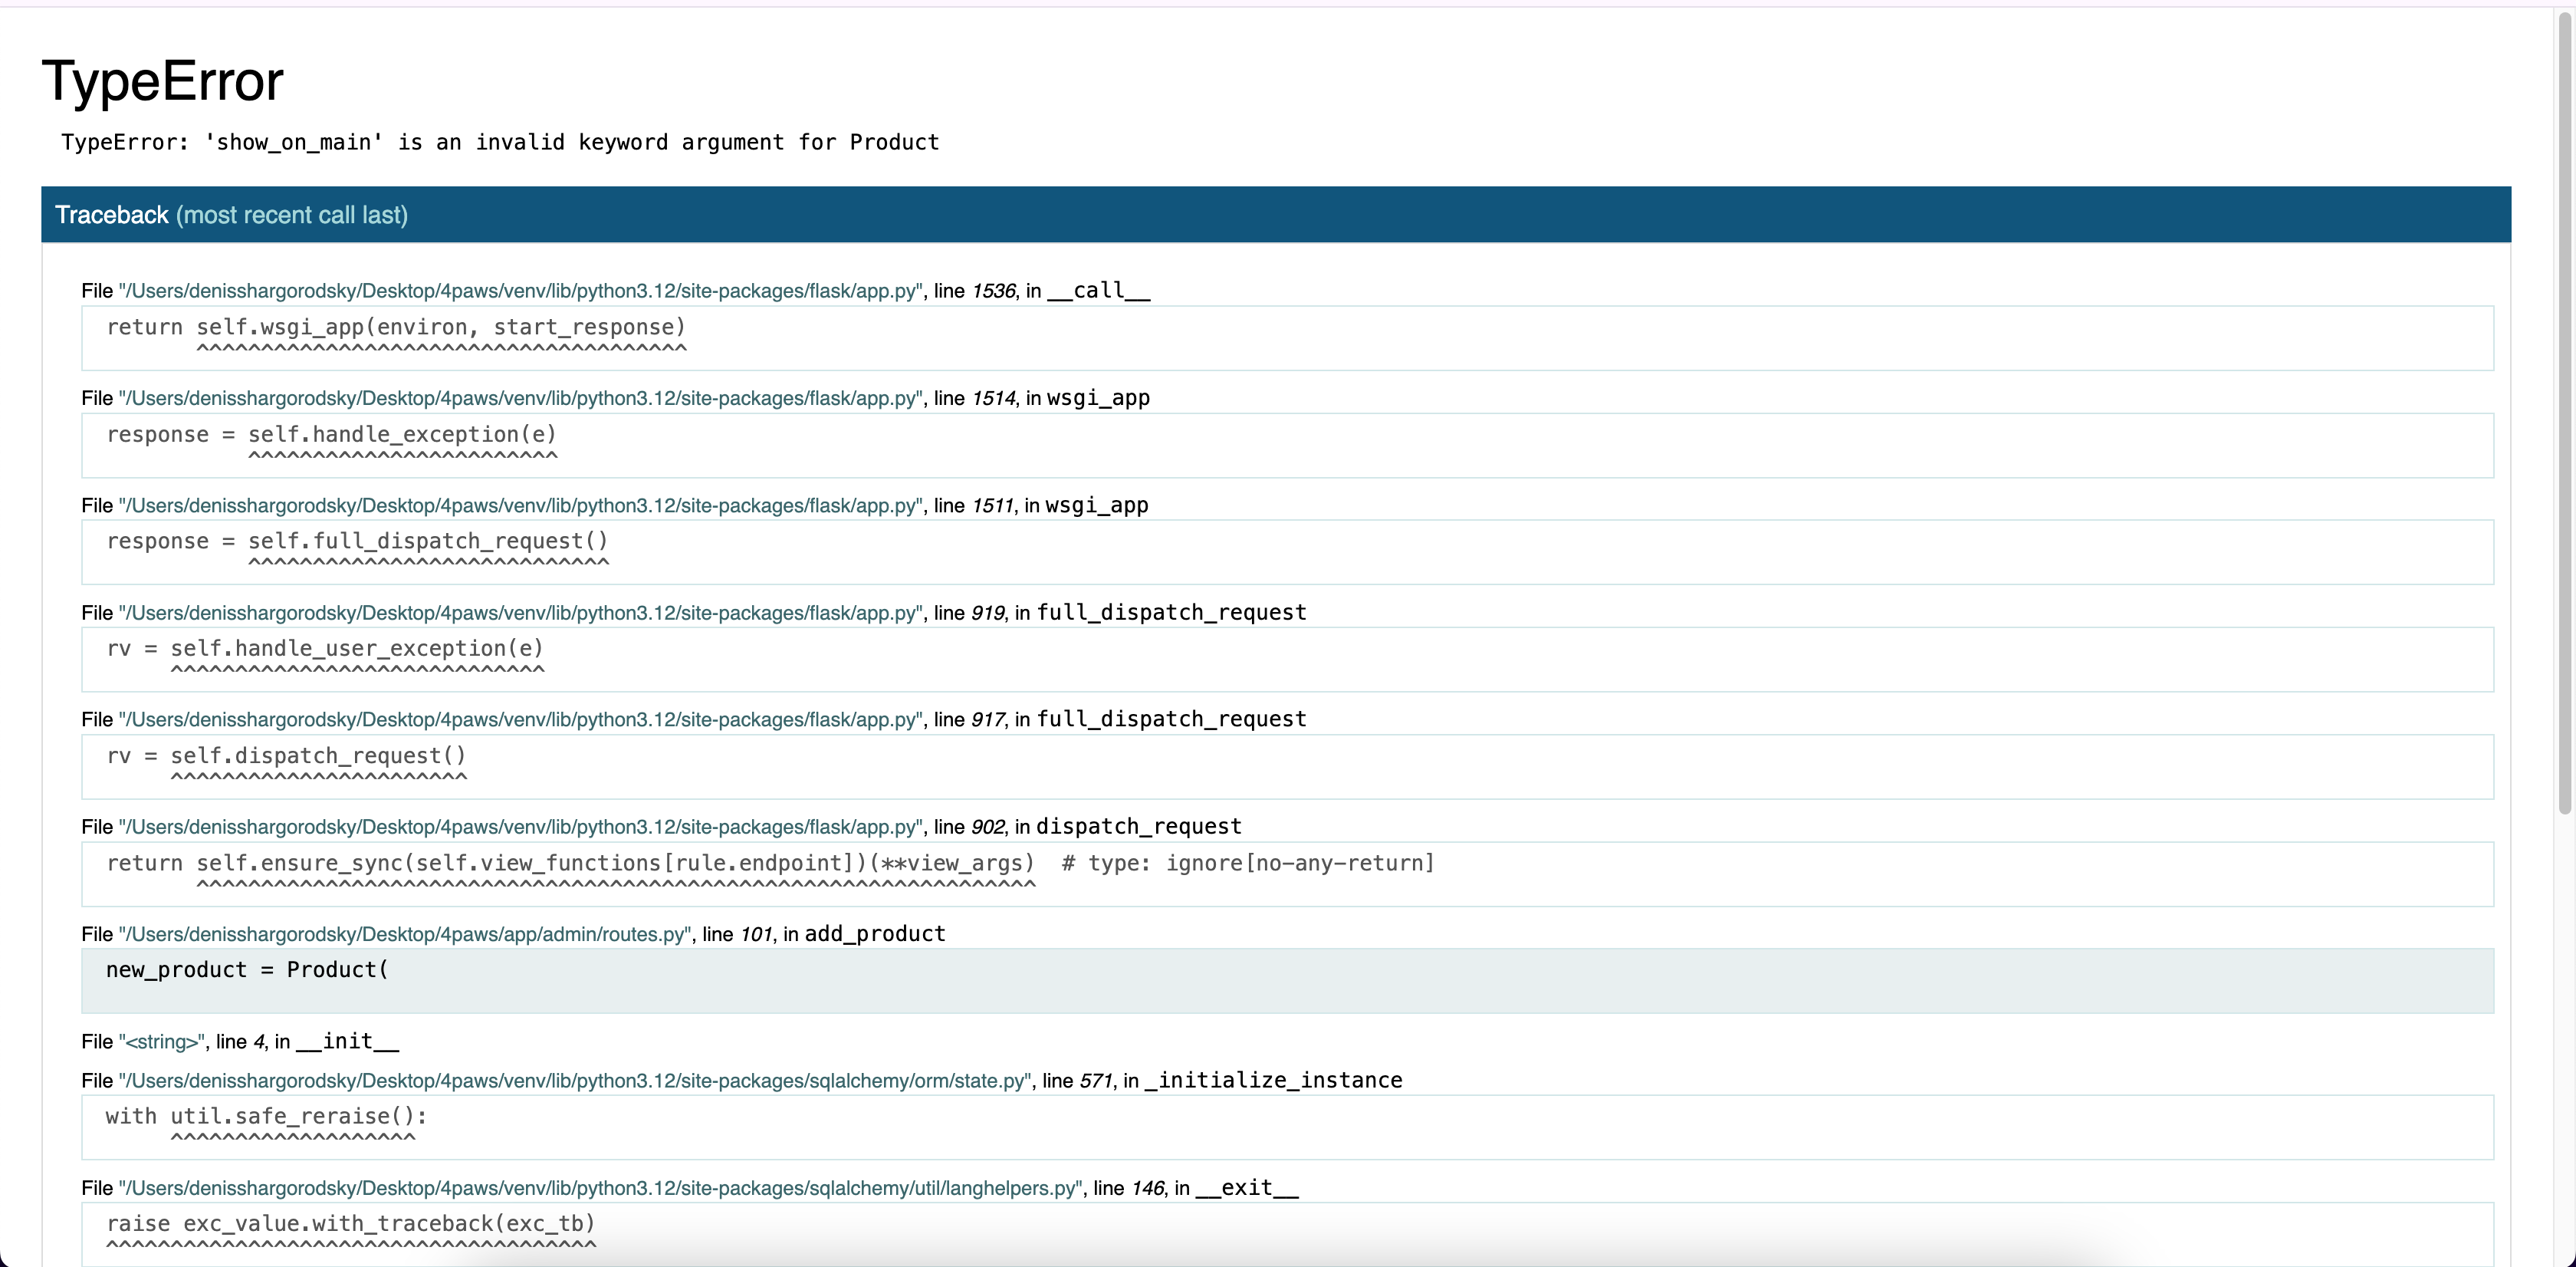 TypeError
TypeError: 'show_on_main' is an invalid keyword argument for Product
Traceback (most recent call last)
File "/Users/denisshargorodsky/Desktop/4paws/venv/lib/python3.12/site-packages/flask/app.py", line 1536, in __call__
return self.wsgi_app(environ, start_response)
^^^^^^^^^^^^^^^^^^^^^^^^^^^^^^^^^^^^^^
File "/Users/denisshargorodsky/Desktop/4paws/venv/lib/python3.12/site-packages/flask/app.py", line 1514, in wsgi_app
response = self.handle_exception(e)
^^^^^^^^^^^^^^^^^^^^^^^^
File "/Users/denisshargorodsky/Desktop/4paws/venv/lib/python3.12/site-packages/flask/app.py", line 1511, in wsgi_app
response = self.full_dispatch_request()
^^^^^^^^^^^^^^^^^^^^^^^^^^^^
File "/Users/denisshargorodsky/Desktop/4paws/venv/lib/python3.12/site-packages/flask/app.py", line 919, in full_dispatch_request
rv = self.handle_user_exception(e)
^^^^^^^^^^^^^^^^^^^^^^^^^^^^^
File "/Users/denisshargorodsky/Desktop/4paws/venv/lib/python3.12/site-packages/flask/app.py", line 917, in full_dispatch_request
rv = self.dispatch_request()
^^^^^^^^^^^^^^^^^^^^^^^
File "/Users/denisshargorodsky/Desktop/4paws/venv/lib/python3.12/site-packages/flask/app.py", line 902, in dispatch_request
return self.ensure_sync(self.view_functions[rule.endpoint])(**view_args)  # type: ignore[no-any-return]
^^^^^^^^^^^^^^^^^^^^^^^^^^^^^^^^^^^^^^^^^^^^^^^^^^^^^^^^^^^^^^^^^
File "/Users/denisshargorodsky/Desktop/4paws/app/admin/routes.py", line 101, in add_product
new_product = Product(
File "<string>", line 4, in __init__
File "/Users/denisshargorodsky/Desktop/4paws/venv/lib/python3.12/site-packages/sqlalchemy/orm/state.py", line 571, in _initialize_instance
with util.safe_reraise():
^^^^^^^^^^^^^^^^^^^
File "/Users/denisshargorodsky/Desktop/4paws/venv/lib/python3.12/site-packages/sqlalchemy/util/langhelpers.py", line 146, in __exit__
raise exc_value.with_traceback(exc_tb)
^^^^^^^^^^^^^^^^^^^^^^^^^^^^^^^^^^^^^^